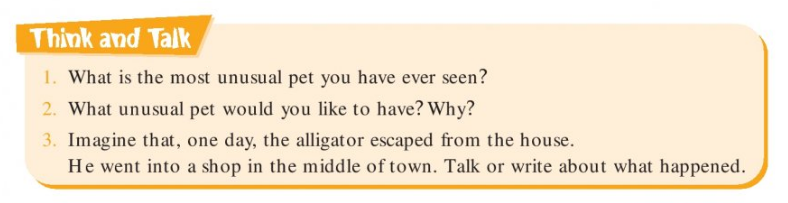 Think and Talk
1. What is the most unusual pet you have ever seen?
2. What unusual pet would you like to have? Why?
3. Imagine that, one day, the alligator escaped from the house.
He went into a shop in the middle of town. Talk or write about what happened.